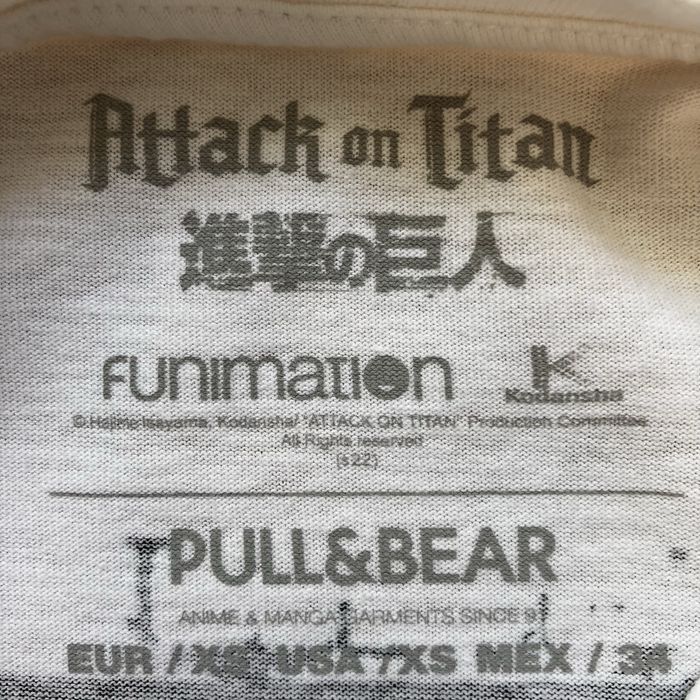 Attack on Titan
進撃の巨人
FUNIMATION
Kodansha
© Hajime Isayama, Kodansha/ "ATTACK ON TITAN" Production Committee.
All Rights reserved
(s22)
PULL&BEAR
ANIME & MANGA GARMENTS SINCE 91
EUR / XS USA / XS MEX / 34